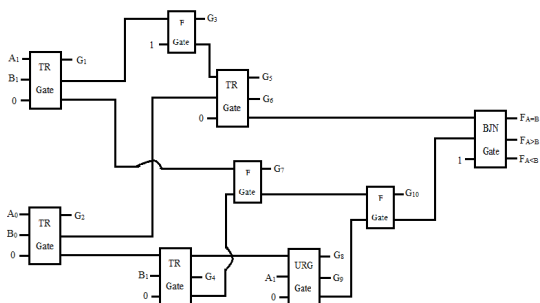 F
Gate
G3
1
A1
B1
0
TR
Gate
G1
TR
Gate
G5
G6
0
BJN
Gate
1
FA=B
FA>B
FA<B
F
Gate
G7
F
Gate
G10
A0
B0
0
TR
Gate
G2
B1
0
TR
Gate
G4
A1
0
URG
Gate
G8
G9